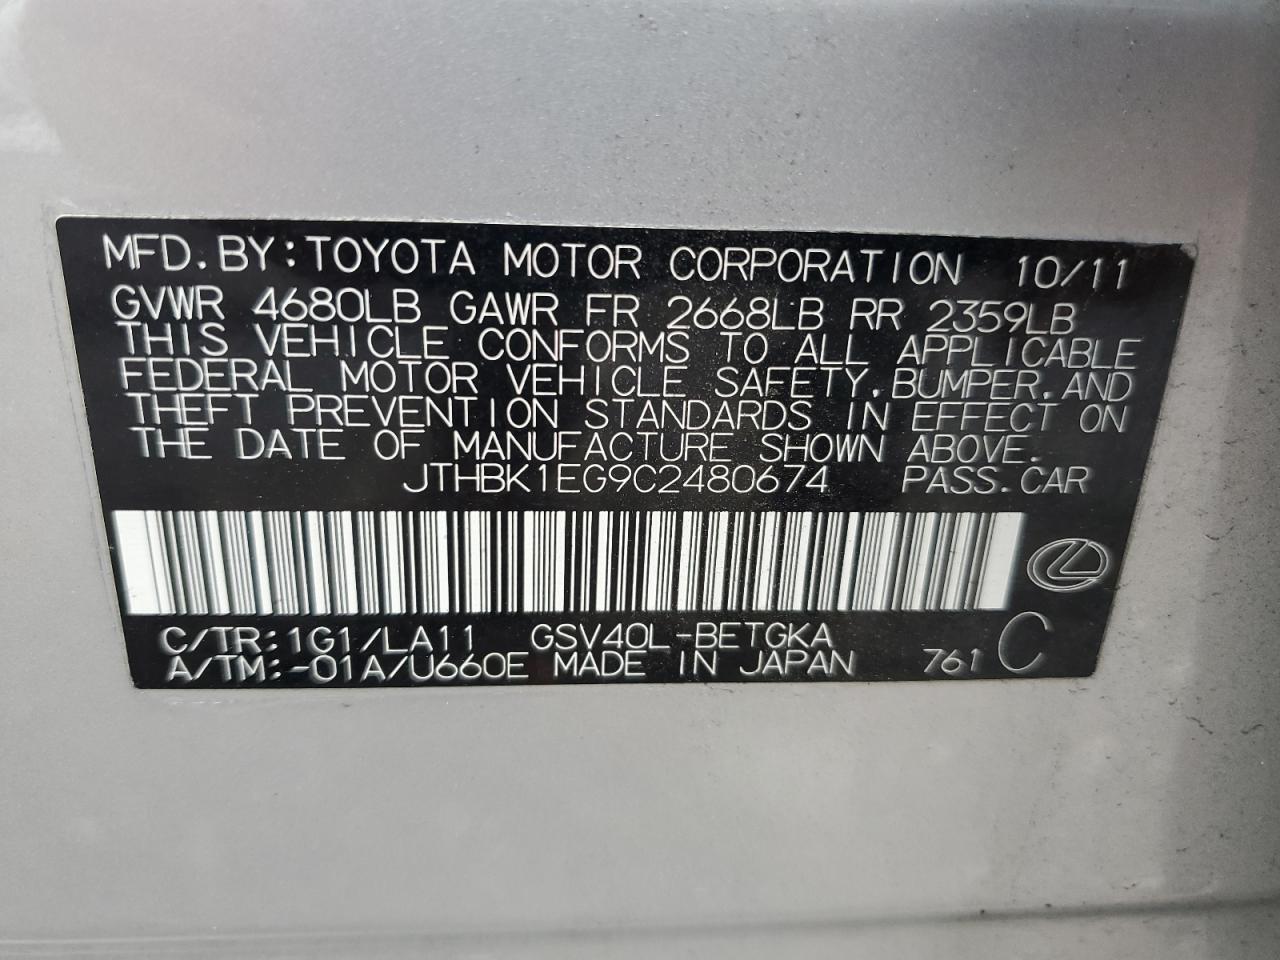 MFD. BY: TOYOTA MOTOR CORPORATION 10/11
GVWR 4680LB GAWR FR 2668LB RR 2359LB
THIS VEHICLE CONFORMS TO ALL APPLICABLE
FEDERAL MOTOR VEHICLE SAFETY, BUMPER, AND
THEFT PREVENTION STANDARDS IN EFFECT ON
THE DATE OF MANUFACTURE SHOWN ABOVE.
JTHBK1EG9C2480674 PASS. CAR
C/TR: 1G1/LA11 GSV40L-BETGKA
A/TM: -01A/U660E MADE IN JAPAN 761 C